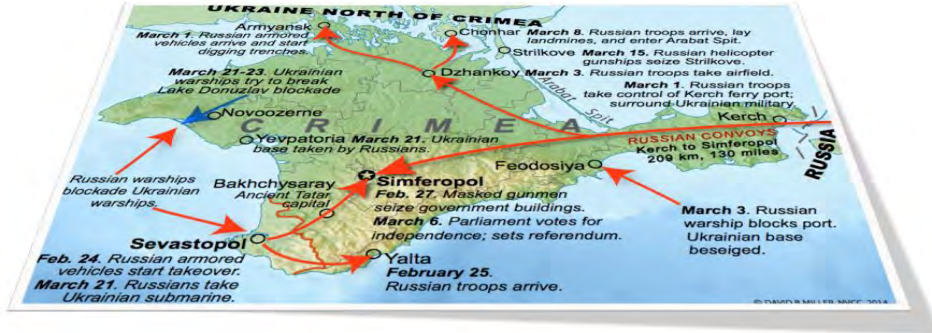 UKRAINE NORTH OF CRIMEA
Armyansk
March 1. Russian armored
vehicles arrive and start
digging trenches.
Chonhar March 8. Russian troops arrive, lay
landmines, and enter Arabat Spit.
Strilkove March 15. Russian helicopter
gunships seize Strilkove.
Dzhankoy March 3. Russian troops take airfield.
March 1. Russian troops
take control of Kerch ferry port;
surround Ukrainian military.
Arabat Spit
Kerch
March 21-23. Ukrainian
warships try to break
Lake Donuzlav blockade
Novoozerne
CRIMEA
Yevpatoria March 21. Ukrainian
base taken by Russians.
RUSSIAN CONVOYS
Kerch to Simferopol
209 km, 130 miles
RUSSIA
Feodosiya
Russian warships
blockade Ukrainian
warships.
Bakhchysaray
Ancient Tatar
capital
Simferopol
Feb. 27. Masked gunmen
seize government buildings.
March 6. Parliament votes for
independence; sets referendum.
March 3. Russian
warship blocks port.
Ukrainian base
beseiged.
Sevastopol
Feb. 24. Russian armored
vehicles start takeover.
March 21. Russians take
Ukrainian submarine.
Yalta
February 25.
Russian troops arrive.
© DAVID B MILLER, NVCC, 2014